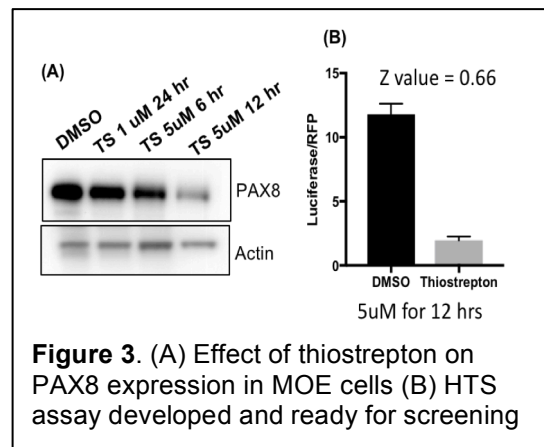 (A)
DMSO
TS 1 uM 24 hr
TS 5uM 6 hr
TS 5uM 12 hr
PAX8
Actin
(B)
Z value = 0.66
Luciferase/RFP
15
10
5
0
DMSO Thiostrepton
5uM for 12 hrs
Figure 3. (A) Effect of thiostrepton on
PAX8 expression in MOE cells (B) HTS
assay developed and ready for screening